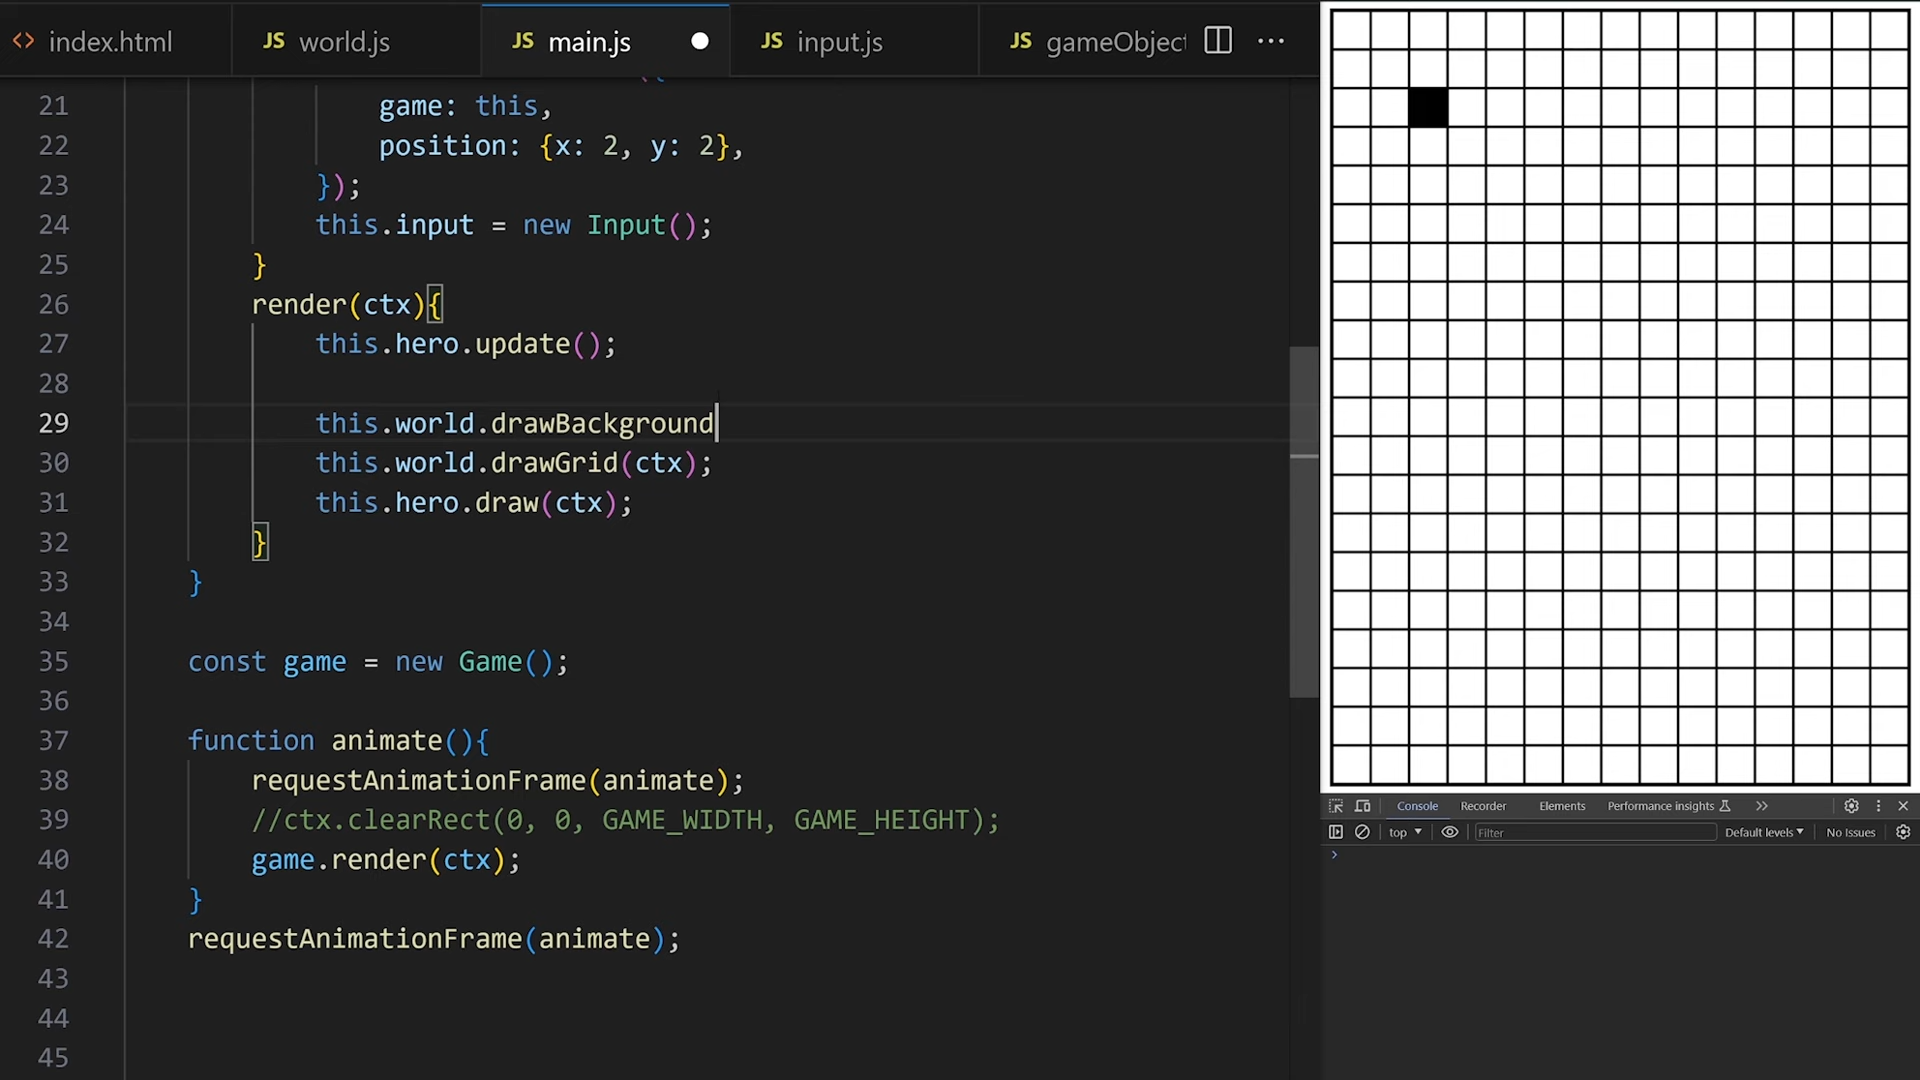 index.html
JS world.js
JS main.js
JS input.js
JS gameObject
21 game: this,
22 position: {x: 2, y: 2},
23 });
24 this.input = new Input();
25 }
26 render(ctx){
27 this.hero.update();
28
29 this.world.drawBackground
30 this.world.drawGrid(ctx);
31 this.hero.draw(ctx);
32 }
33 }
34
35 const game = new Game();
36
37 function animate(){
38 requestAnimationFrame(animate);
39 //ctx.clearRect(0, 0, GAME_WIDTH, GAME_HEIGHT);
40 game.render(ctx);
41 }
42 requestAnimationFrame(animate);
43
44
45
Console Recorder Elements Performance insights
top Filter Default levels No Issues